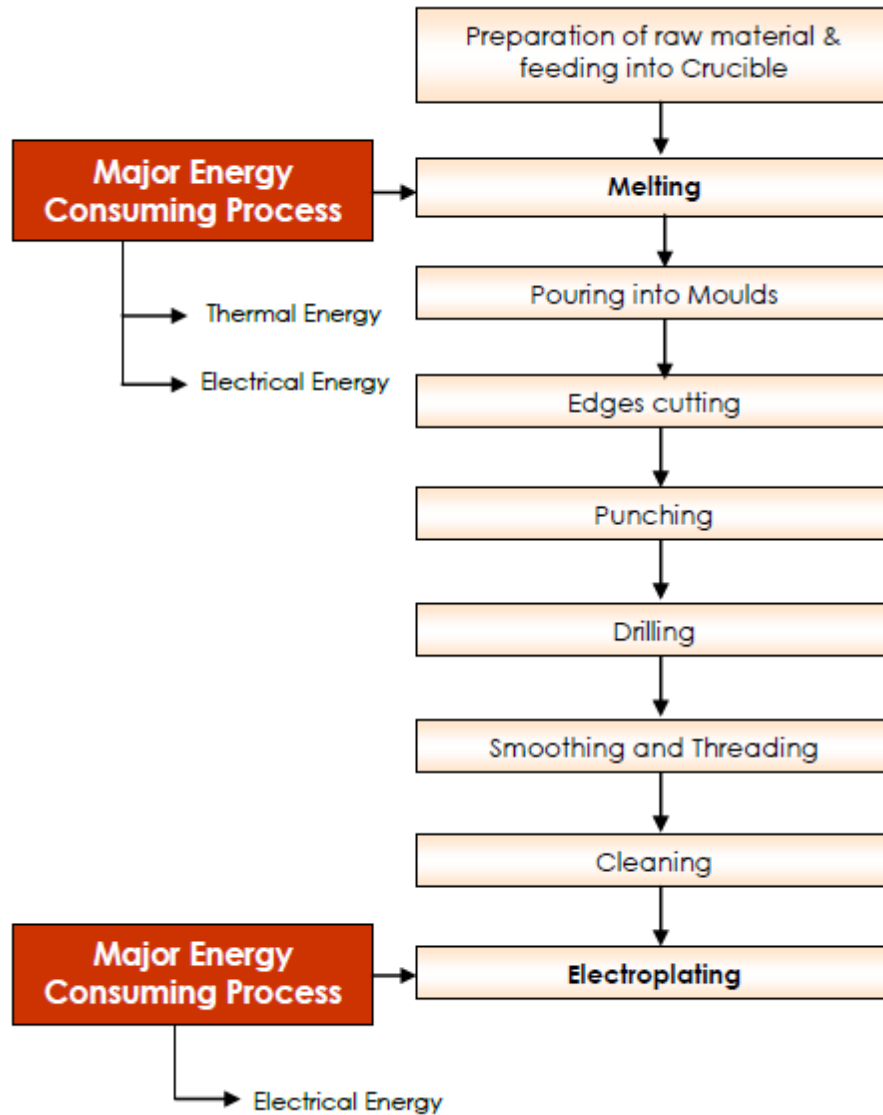 Preparation of raw material &
feeding into Crucible
Major Energy
Consuming Process
Melting
Thermal Energy
Electrical Energy
Pouring into Moulds
Edges cutting
Punching
Drilling
Smoothing and Threading
Cleaning
Major Energy
Consuming Process
Electroplating
Electrical Energy